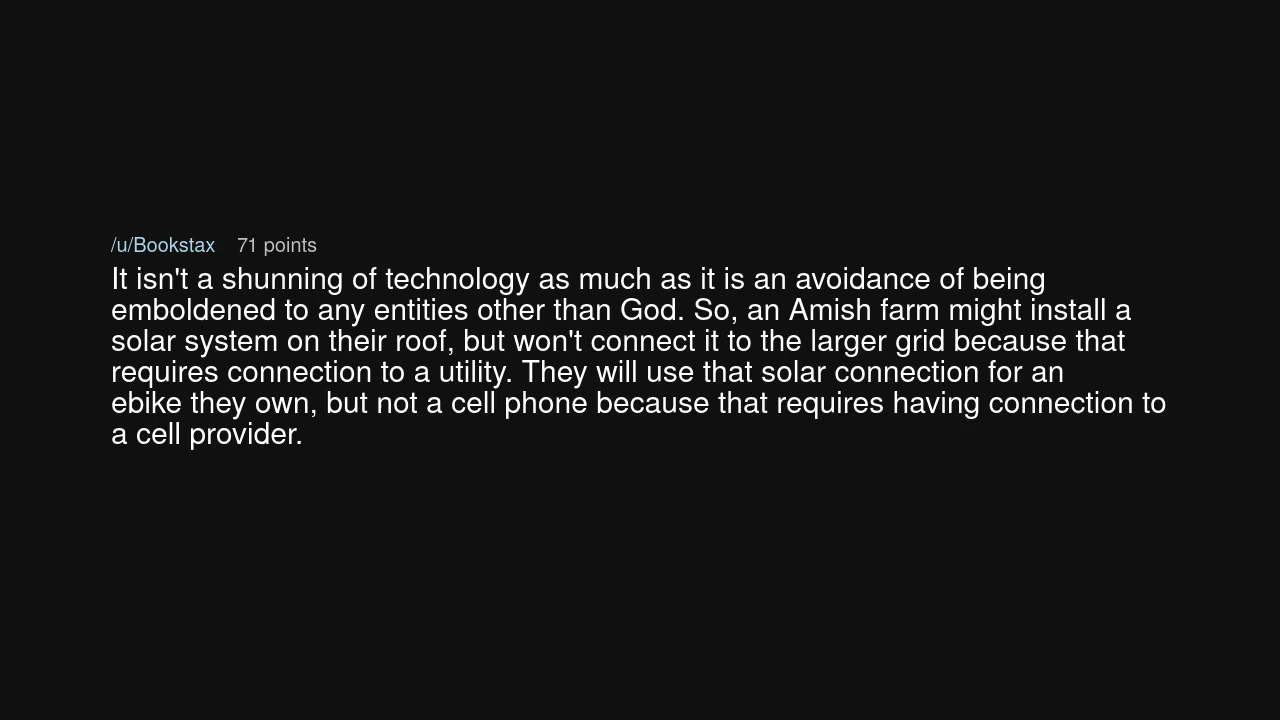 /u/Bookstax 71 points
It isn't a shunning of technology as much as it is an avoidance of being
emboldened to any entities other than God. So, an Amish farm might install a
solar system on their roof, but won't connect it to the larger grid because that
requires connection to a utility. They will use that solar connection for an
ebike they own, but not a cell phone because that requires having connection to
a cell provider.